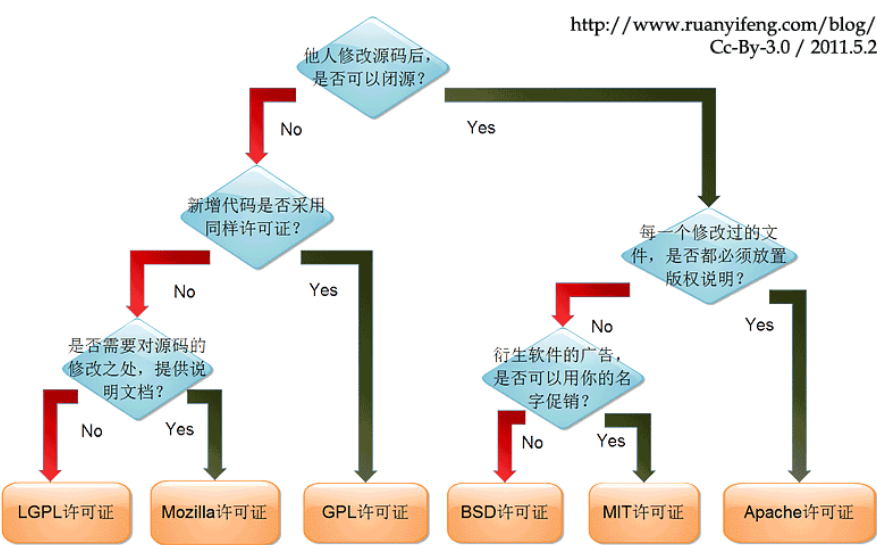 http://www.ruanyifeng.com/blog/
Cc-By-3.0 / 2011.5.2
他人修改源码后，
是否可以闭源？
No
Yes
新增代码是否采用
同样许可证？
每一个修改过的文
件，是否都必须放置
版权说明？
No
Yes
No
Yes
是否需要对源码的
修改之处，提供说
明文档？
衍生软件的广告，
是否可以用你的名
字促销？
No
Yes
No
Yes
LGPL许可证
Mozilla许可证
GPL许可证
BSD许可证
MIT许可证
Apache许可证